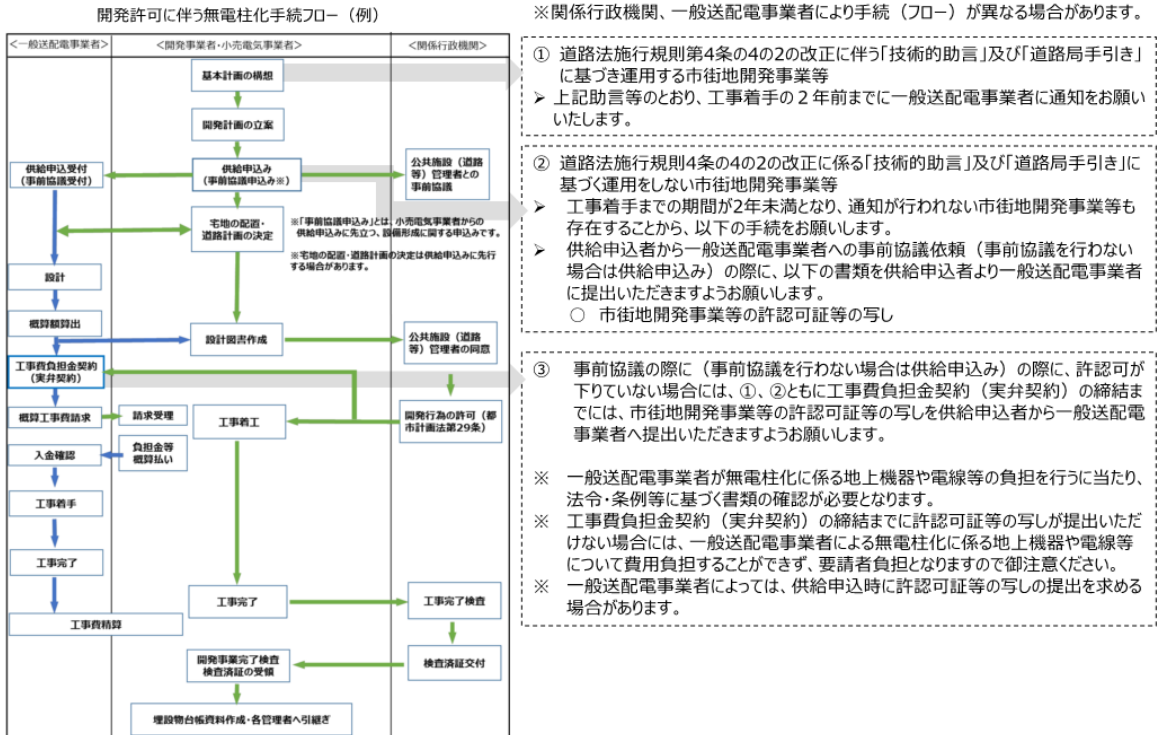 開発許可に伴う無電柱化手続フロー（例）
＜一般送配電事業者＞
＜開発事業者・小売電気事業者＞
＜関係行政機関＞
基本計画の構想
開発計画の立案
供給申込受付
（事前協議受付）
供給申込み
（事前協議申込み※）
公共施設（道路
等）管理者との
事前協議
宅地の配置・
道路計画の決定
※「事前協議申込み」とは、小売電気事業者からの
供給申込みに先立つ、設備形成に関する申込みです。
※宅地の配置・道路計画の決定は供給申込みに先行
する場合があります。
設計
概算額算出
設計図書作成
公共施設（道路
等）管理者の同意
工事費負担金契約
（実弁契約）
概算工事費請求
請求受理
工事着工
開発行為の許可（都
市計画法第29条）
入金確認
負担金等
概算払い
工事着手
工事完了
工事完了
工事完了検査
工事費精算
開発事業完了検査
検査済証の受領
検査済証交付
埋設物台帳資料作成・各管理者へ引継ぎ
※関係行政機関、一般送配電事業者により手続（フロー）が異なる場合があります。
① 道路法施行規則第4条の4の2の改正に伴う「技術的助言」及び「道路局手引き」
に基づき運用する市街地開発事業等
➢ 上記助言等のとおり、工事着手の２年前までに一般送配電事業者に通知をお願い
いたします。
② 道路法施行規則4条の4の2の改正に係る「技術的助言」及び「道路局手引き」に
基づく運用をしない市街地開発事業等
➢ 工事着手までの期間が2年未満となり、通知が行われない市街地開発事業等も
存在することから、以下の手続をお願いします。
➢ 供給申込者から一般送配電事業者への事前協議依頼（事前協議を行わない
場合は供給申込み）の際に、以下の書類を供給申込者より一般送配電事業者
に提出いただきますようお願いします。
○ 市街地開発事業等の許認可証等の写し
③ 事前協議の際に（事前協議を行わない場合は供給申込み）の際に、許認可が
下りていない場合には、①、②ともに工事費負担金契約（実弁契約）の締結ま
でには、市街地開発事業等の許認可証等の写しを供給申込者から一般送配電
事業者へ提出いただきますようお願いします。
※ 一般送配電事業者が無電柱化に係る地上機器や電線等の負担を行うに当たり、
法令・条例等に基づく書類の確認が必要となります。
※ 工事費負担金契約（実弁契約）の締結までに許認可証等の写しが提出いただ
けない場合には、一般送配電事業者による無電柱化に係る地上機器や電線等
について費用負担することができず、要請者負担となりますので御注意ください。
※ 一般送配電事業者によっては、供給申込時に許認可証等の写しの提出を求める
場合があります。